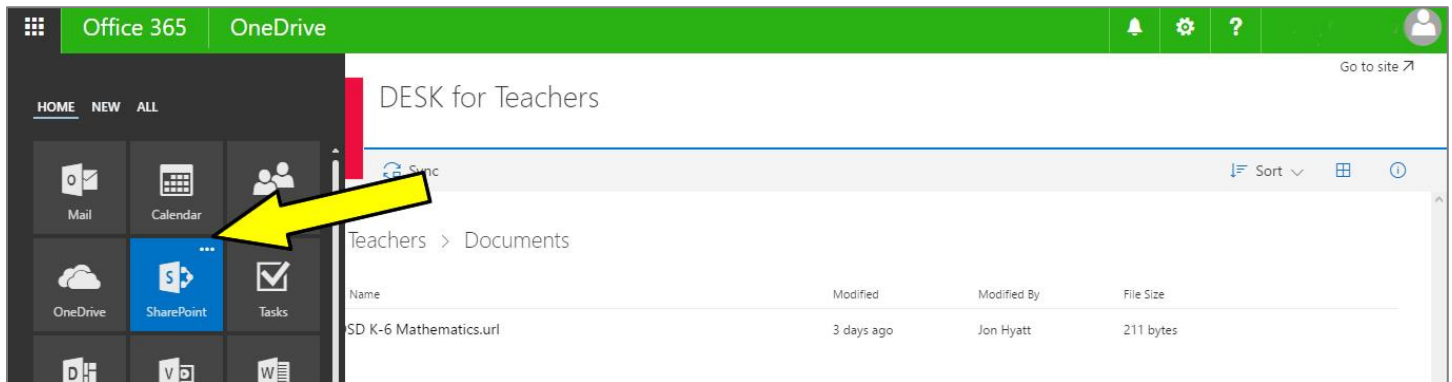 Office 365 OneDrive ?
Go to site
HOME NEW ALL
DESK for Teachers
Sync Sort
Mail Calendar
Teachers > Documents
OneDrive SharePoint Tasks
Name Modified Modified By File Size
SD K-6 Mathematics.url 3 days ago Jon Hyatt 211 bytes